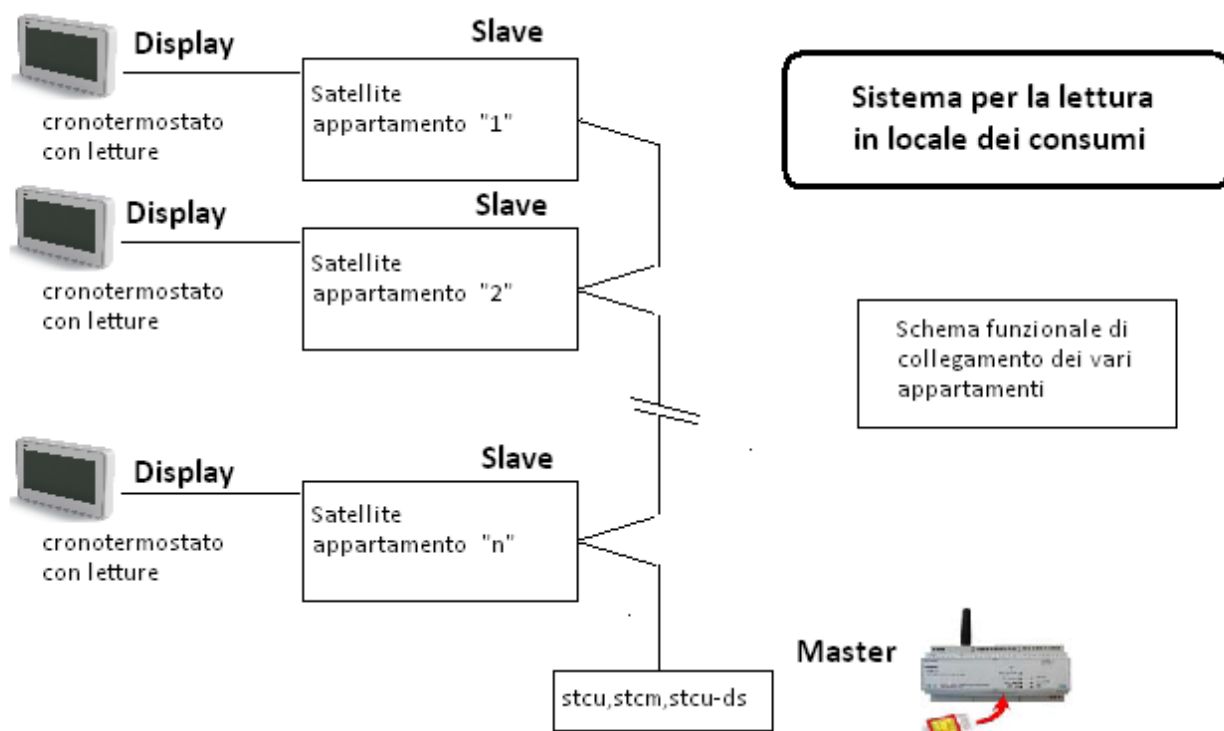 Display
Slave
Satellite
appartamento "1"
cronotermostato
con letture
Sistema per la lettura
in locale dei consumi
Display
Slave
Satellite
appartamento "2"
cronotermostato
con letture
Schema funzionale di
collegamento dei vari
appartamenti
Display
Slave
Satellite
appartamento "n"
cronotermostato
con letture
Master
stcu,stcm,stcu-ds